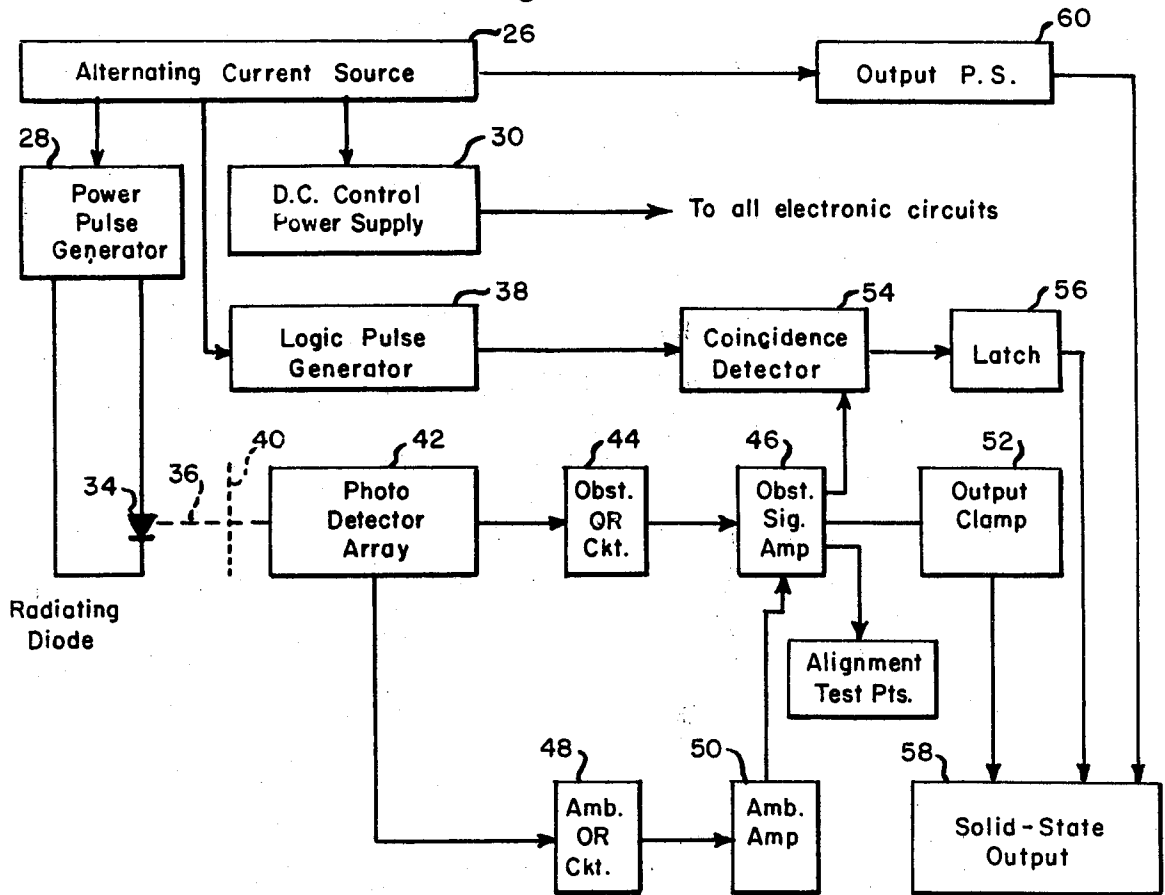 26
60
Alternating Current Source
Output P.S.
28
30
Power
Pulse
Generator
D.C. Control
Power Supply
To all electronic circuits
38
54
56
Logic Pulse
Generator
Coincidence
Detector
Latch
34
36
40
42
44
46
52
Photo
Detector
Array
Obst.
OR
Ckt.
Obst.
Sig.
Amp
Output
Clamp
Radiating
Diode
Alignment
Test Pts.
48
50
58
Amb.
OR
Ckt.
Amb.
Amp
Solid-State
Output